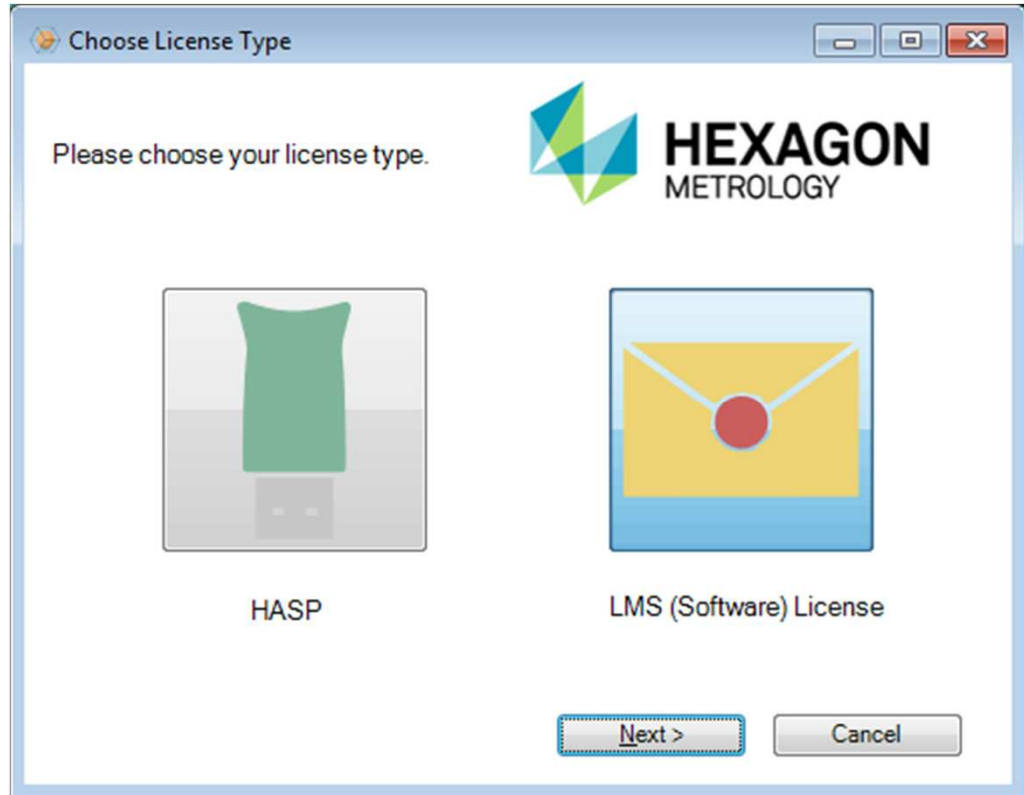 Choose License Type
Please choose your license type.
HEXAGON
METROLOGY
HASP
LMS (Software) License
Next >
Cancel